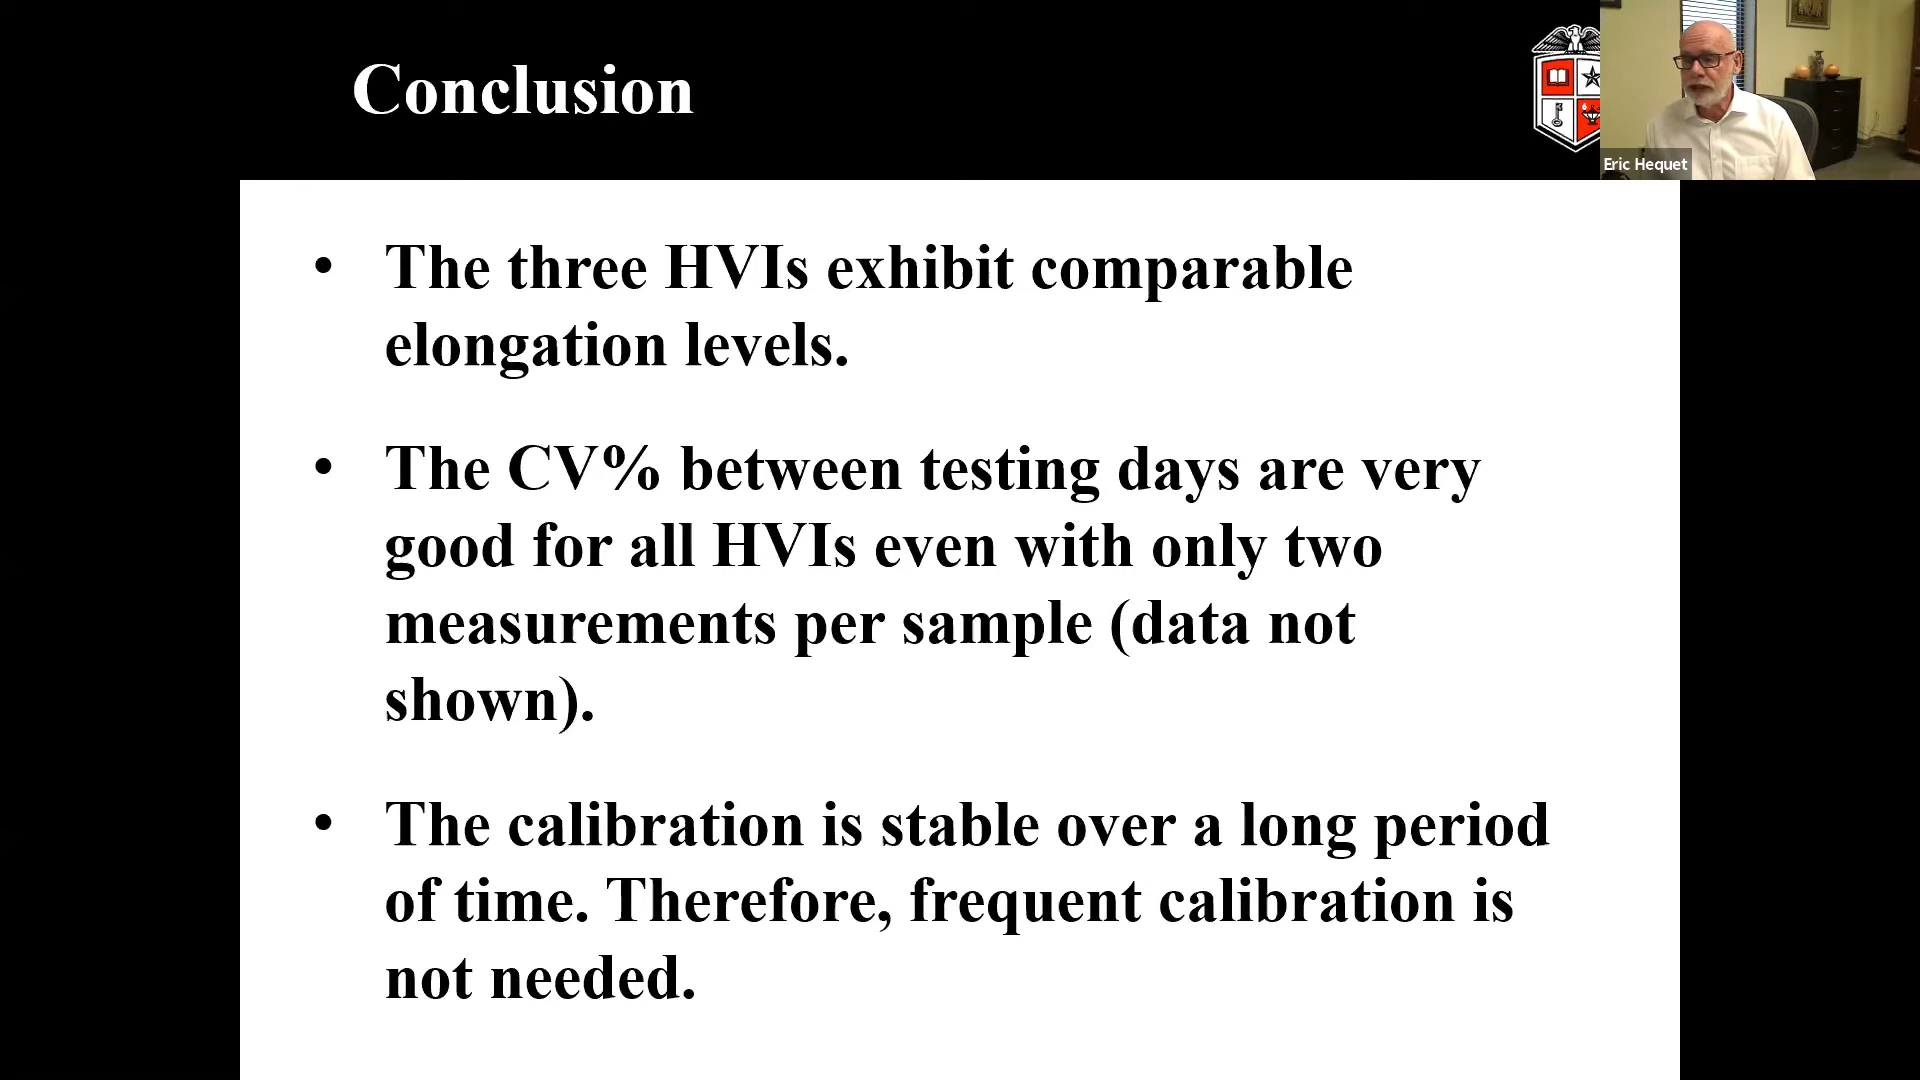 Conclusion
Eric Hequet
• The three HVIs exhibit comparable
elongation levels.
• The CV% between testing days are very
good for all HVIs even with only two
measurements per sample (data not
shown).
• The calibration is stable over a long period
of time. Therefore, frequent calibration is
not needed.